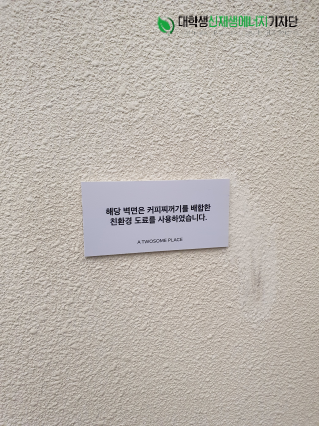 대학생신재생에너지기자단
해당 벽면은 커피찌꺼기를 배합한
친환경 도료를 사용하였습니다.
A TWOSOME PLACE